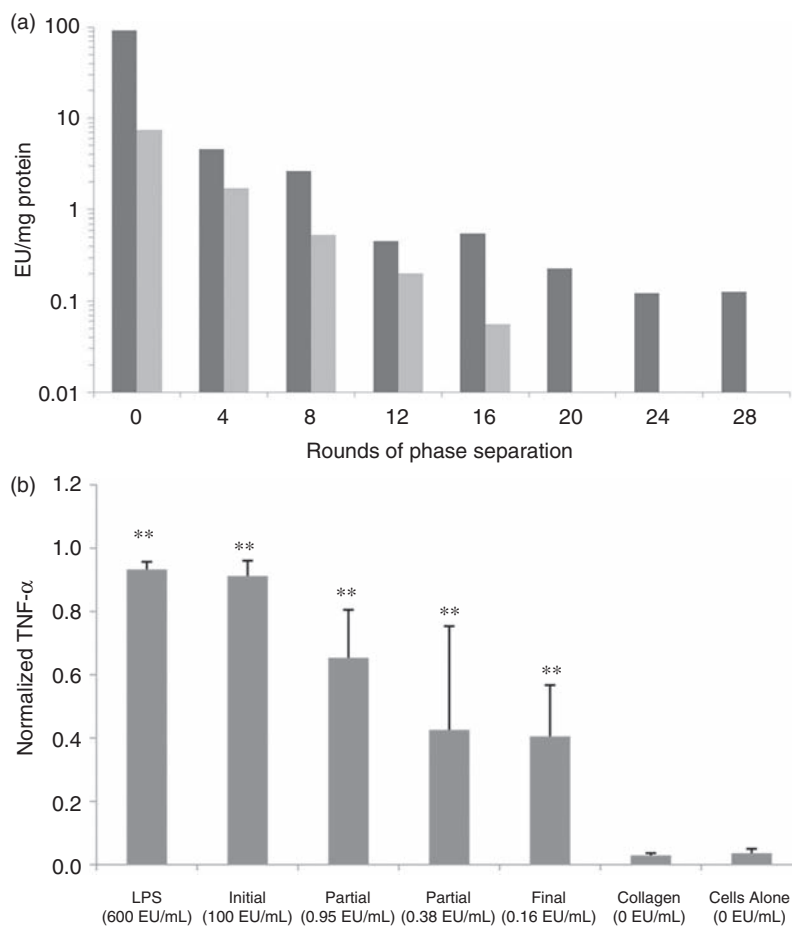 (a)
100
10
1
0.1
0.01
EU/mg protein
0 4 8 12 16 20 24 28
Rounds of phase separation
(b)
1.2
1.0
0.8
0.6
0.4
0.2
0.0
Normalized TNF-α
** ** ** ** **
LPS Initial Partial Partial Final Collagen Cells Alone
(600 EU/mL) (100 EU/mL) (0.95 EU/mL) (0.38 EU/mL) (0.16 EU/mL) (0 EU/mL) (0 EU/mL)